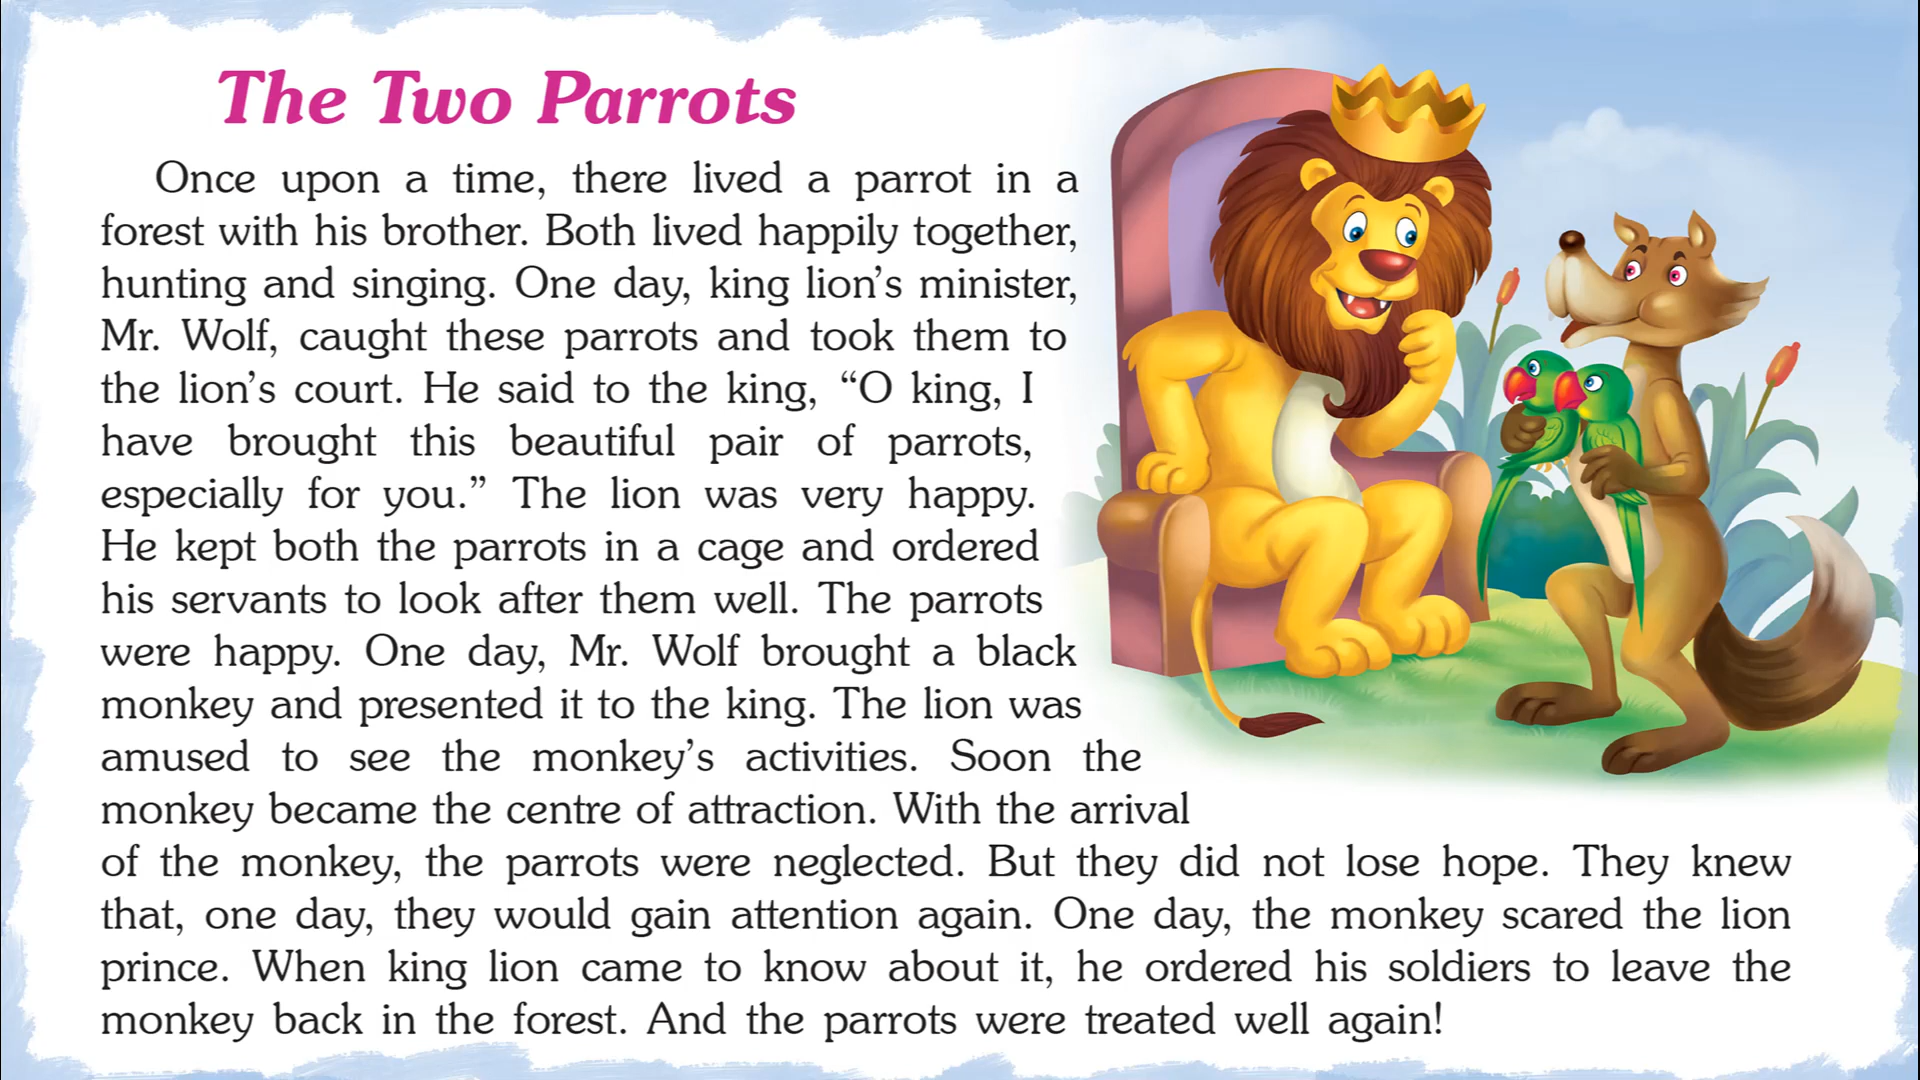 The Two Parrots
Once upon a time, there lived a parrot in a
forest with his brother. Both lived happily together,
hunting and singing. One day, king lion’s minister,
Mr. Wolf, caught these parrots and took them to
the lion’s court. He said to the king, “O king, I
have brought this beautiful pair of parrots,
especially for you.” The lion was very happy.
He kept both the parrots in a cage and ordered
his servants to look after them well. The parrots
were happy. One day, Mr. Wolf brought a black
monkey and presented it to the king. The lion was
amused to see the monkey’s activities. Soon the
monkey became the centre of attraction. With the arrival
of the monkey, the parrots were neglected. But they did not lose hope. They knew
that, one day, they would gain attention again. One day, the monkey scared the lion
prince. When king lion came to know about it, he ordered his soldiers to leave the
monkey back in the forest. And the parrots were treated well again!